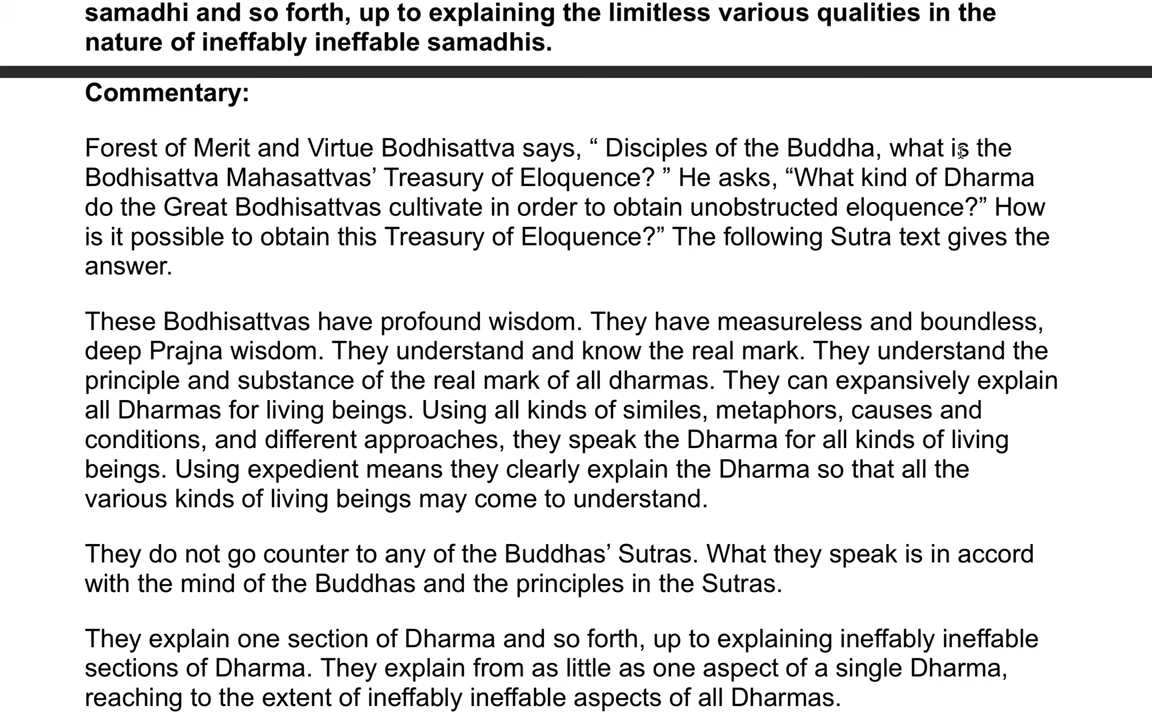 samadhi and so forth, up to explaining the limitless various qualities in the
nature of ineffably ineffable samadhis.
Commentary:
Forest of Merit and Virtue Bodhisattva says, “ Disciples of the Buddha, what is the
Bodhisattva Mahasattvas’ Treasury of Eloquence? ” He asks, “What kind of Dharma
do the Great Bodhisattvas cultivate in order to obtain unobstructed eloquence?” How
is it possible to obtain this Treasury of Eloquence?” The following Sutra text gives the
answer.
These Bodhisattvas have profound wisdom. They have measureless and boundless,
deep Prajna wisdom. They understand and know the real mark. They understand the
principle and substance of the real mark of all dharmas. They can expansively explain
all Dharmas for living beings. Using all kinds of similes, metaphors, causes and
conditions, and different approaches, they speak the Dharma for all kinds of living
beings. Using expedient means they clearly explain the Dharma so that all the
various kinds of living beings may come to understand.
They do not go counter to any of the Buddhas’ Sutras. What they speak is in accord
with the mind of the Buddhas and the principles in the Sutras.
They explain one section of Dharma and so forth, up to explaining ineffably ineffable
sections of Dharma. They explain from as little as one aspect of a single Dharma,
reaching to the extent of ineffably ineffable aspects of all Dharmas.